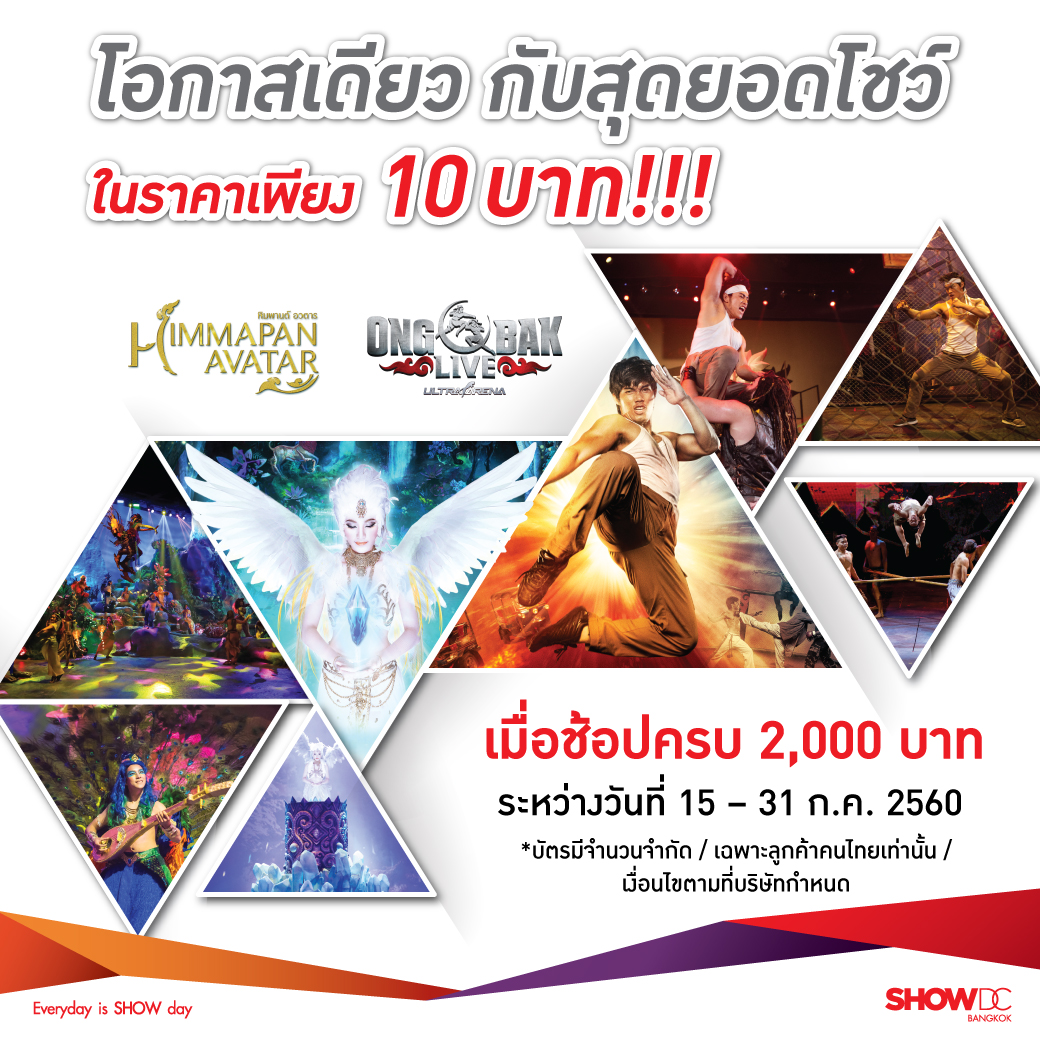 โอกาสเดียว กับสุดยอดโชว์
ในราคาเพียง 10 บาท!!!
หิมพานต์ อวตาร
HIMMAPAN
AVATAR
ONG BAK
LIVE
ULTRA ARENA
เมื่อช้อปครบ 2,000 บาท
ระหว่างวันที่ 15 – 31 ก.ค. 2560
*บัตรมีจำนวนจำกัด / เฉพาะลูกค้าคนไทยเท่านั้น /
เงื่อนไขตามที่บริษัทกำหนด
Everyday is SHOW day
SHOWDC
BANGKOK